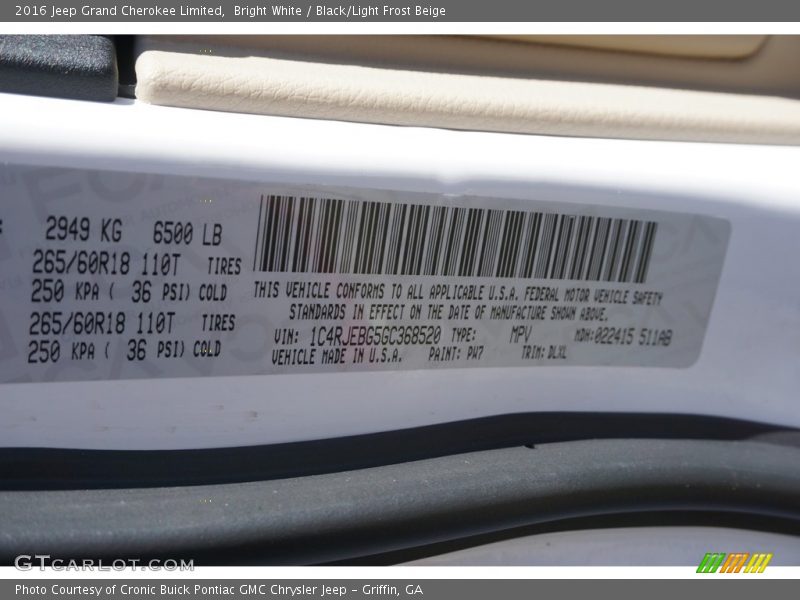 2016 Jeep Grand Cherokee Limited, Bright White / Black/Light Frost Beige
2949 KG 6500 LB
265/60R18 110T TIRES
250 KPA ( 36 PSI) COLD
265/60R18 110T TIRES
250 KPA ( 36 PSI) COLD
THIS VEHICLE CONFORMS TO ALL APPLICABLE U.S.A. FEDERAL MOTOR VEHICLE SAFETY
STANDARDS IN EFFECT ON THE DATE OF MANUFACTURE SHOWN ABOVE.
VIN: 1C4RJEBG5GC368520 TYPE: MPV MDH:022415 511AB
VEHICLE MADE IN U.S.A. PAINT: PW7 TRIM: DLXL
GTCARLOT.COM
Photo Courtesy of Cronic Buick Pontiac GMC Chrysler Jeep - Griffin, GA